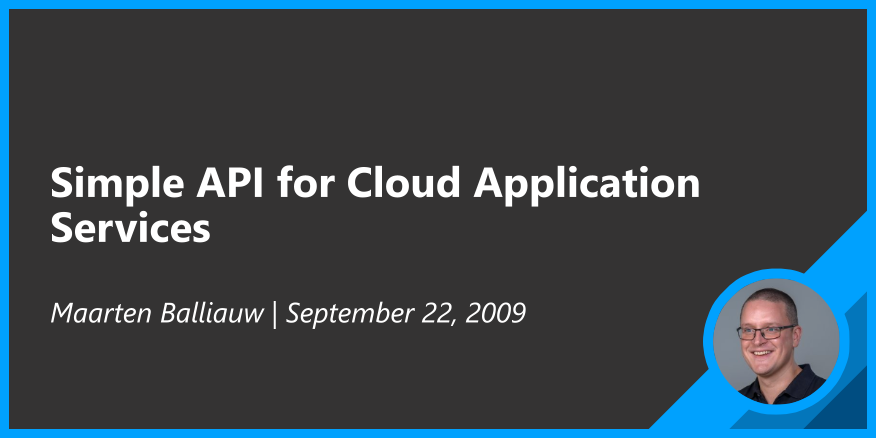 Simple API for Cloud Application
Services
Maarten Balliauw | September 22, 2009